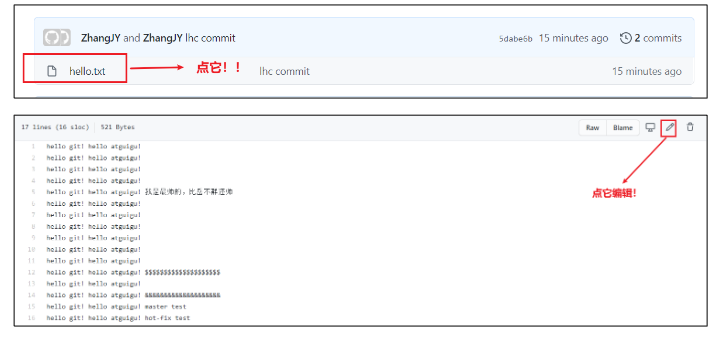 ZhangJY and ZhangJY lhc commit 5dabe6b 15 minutes ago 2 commits
hello.txt 点它！！ lhc commit 15 minutes ago
17 lines (16 sloc) 521 Bytes Raw Blame
1 hello git! hello atguigu!
2 hello git! hello atguigu!
3 hello git! hello atguigu!
4 hello git! hello atguigu!
5 hello git! hello atguigu! 我是最帅的，比
点它编辑！
6 hello git! hello atguigu!
7 hello git! hello atguigu!
8 hello git! hello atguigu!
9 hello git! hello atguigu!
10 hello git! hello atguigu!
11 hello git! hello atguigu!
12 hello git! hello atguigu! $$$$$$$$$$$$$$$$$$$$
13 hello git! hello atguigu!
14 hello git! hello atguigu! &&&&&&&&&&&&&&&&&&&&
15 hello git! hello atguigu! master test
16 hello git! hello atguigu! hot-fix test